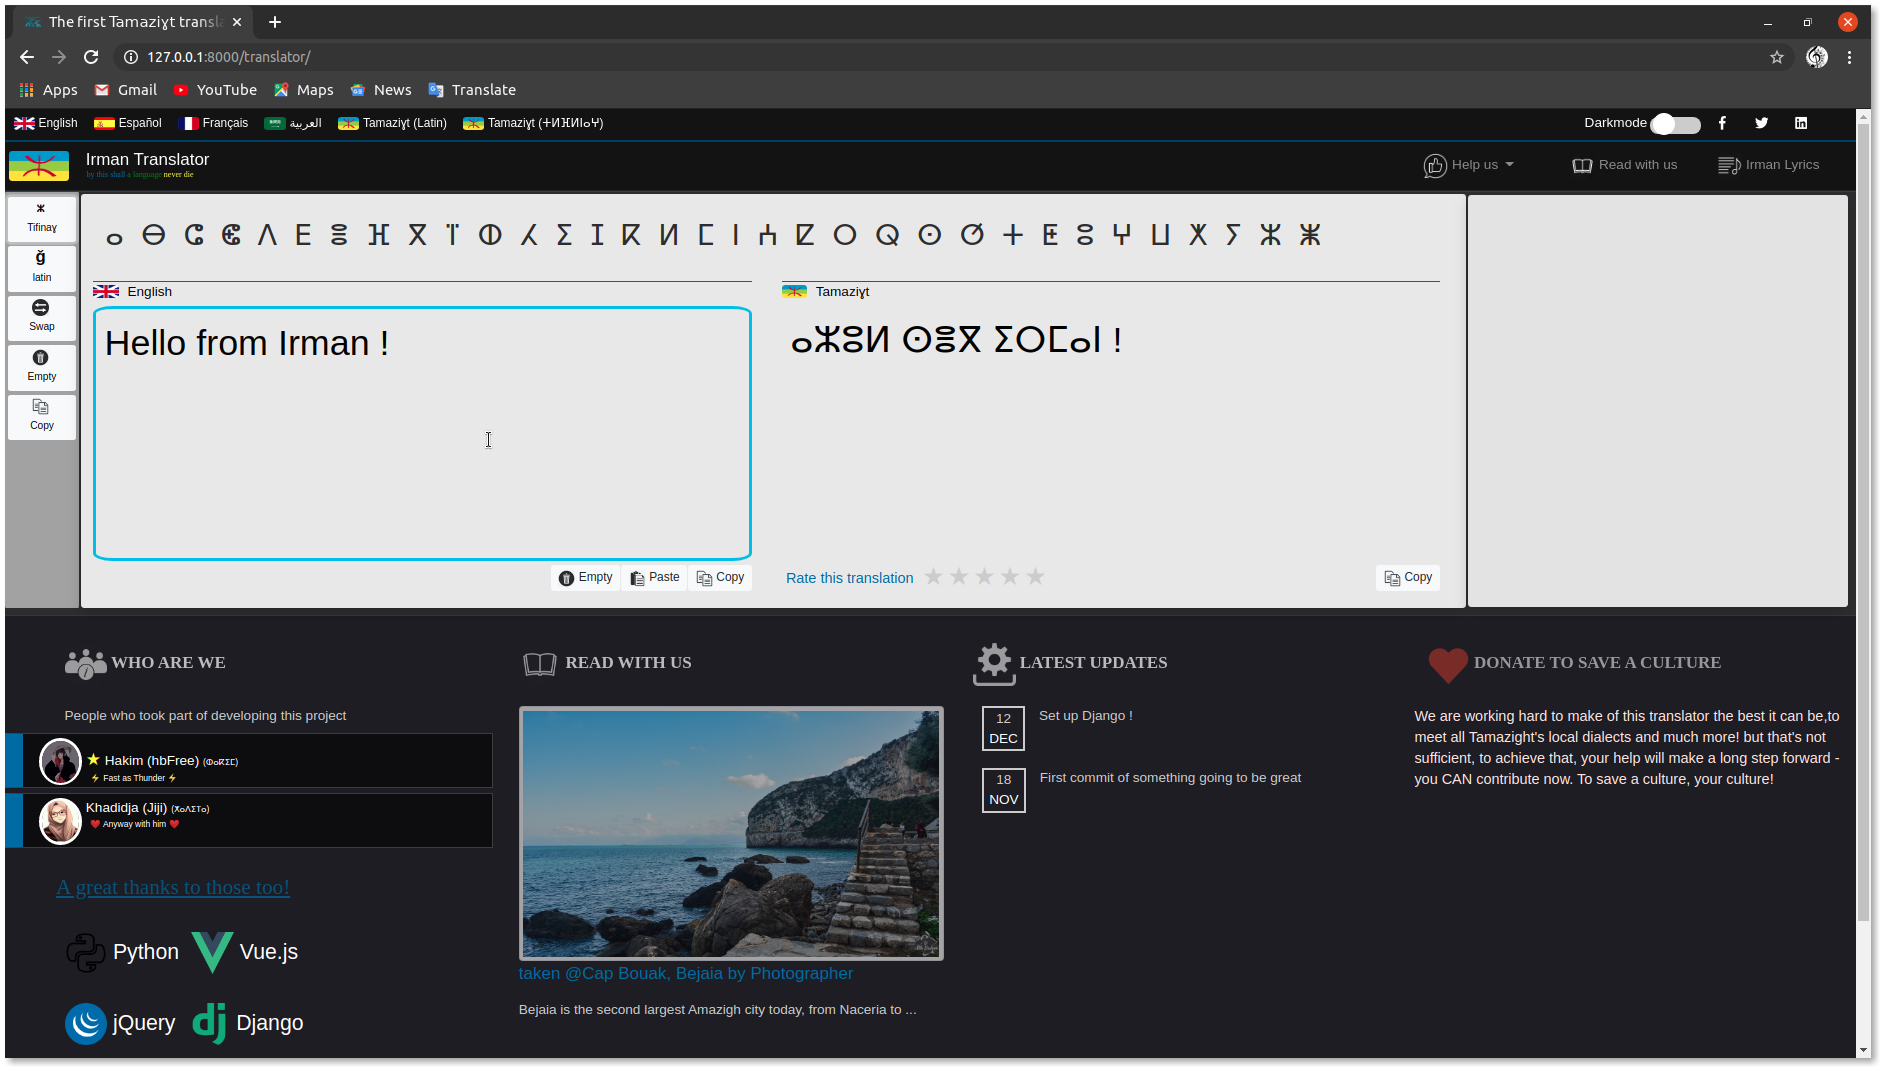 The first Tamaziɣt transl
127.0.0.1:8000/translator/
Apps Gmail YouTube Maps News Translate
English Español Français العربية Tamaziɣt (Latin) Tamaziɣt (ⵜⵍⴼⵍⵏⴰⵖ) Darkmode
Irman Translator
by this shall a language never die
Help us Read with us Irman Lyrics
ⵥ
Tifinaɣ
ğ
latin
Swap
Empty
Copy
ⴰ ⴱ ⵛ ⵞ ⴷ ⴹ ⴻ ⴼ ⴳ ⵯ ⵀ ⵃ ⵉ ⵊ ⴽ ⵍ ⵎ ⵏ ⵄ ⵇ ⵔ ⵕ ⵙ ⵚ ⵜ ⵟ ⵓ ⵖ ⵡ ⵅ ⵢ ⵣ ⵥ
English
Tamaziɣt
Hello from Irman !
ⴰⵣⵓⵍ ⵙⴻⴳ ⵉⵔⵎⴰⵏ !
Empty Paste Copy
Rate this translation
Copy
WHO ARE WE
People who took part of developing this project
Hakim (hbFree) (ⵀⴰⴽⵉⵎ)
Fast as Thunder
Khadidja (Jiji)
Anyway with him
A great thanks to those too!
Python Vue.js
jQuery Django
READ WITH US
taken @Cap Bouak, Bejaia by Photographer
Bejaia is the second largest Amazigh city today, from Naceria to ...
LATEST UPDATES
12
DEC
Set up Django !
18
NOV
First commit of something going to be great
DONATE TO SAVE A CULTURE
We are working hard to make of this translator the best it can be,to
meet all Tamazight's local dialects and much more! but that's not
sufficient, to achieve that, your help will make a long step forward -
you CAN contribute now. To save a culture, your culture!